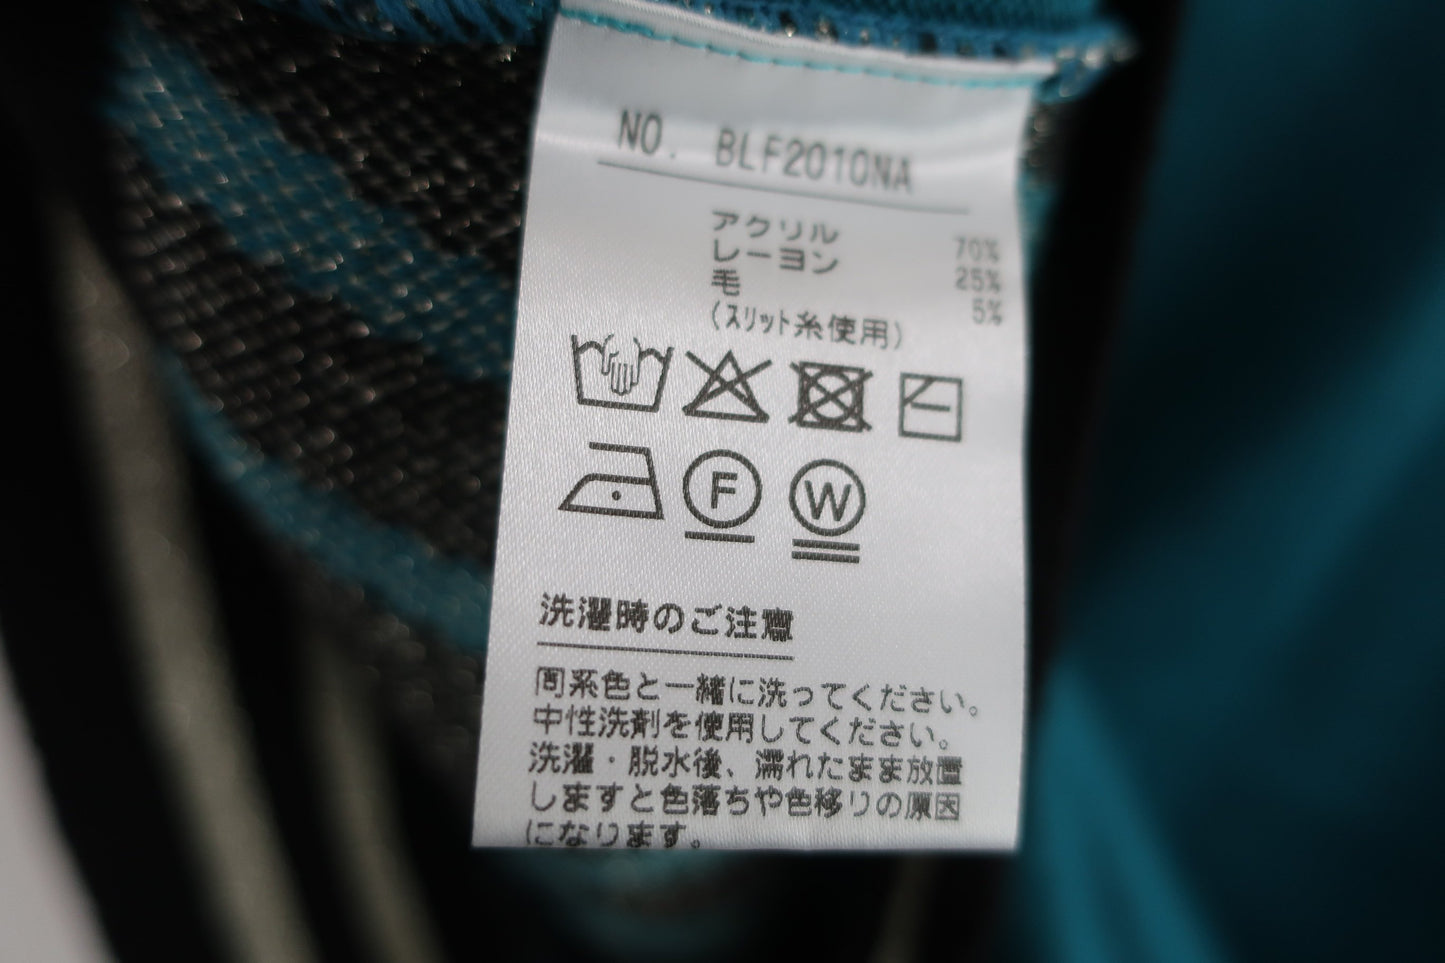 NO. BLF2010NA
アクリル 70%
レーヨン 25%
毛 5%
(ｽﾘｯﾄ糸使用)
F W
洗濯時のご注意
同系色と一緒に洗ってください。
中性洗剤を使用してください。
洗濯・脱水後、濡れたまま放置
しますと色落ちや色移りの原因
になります。